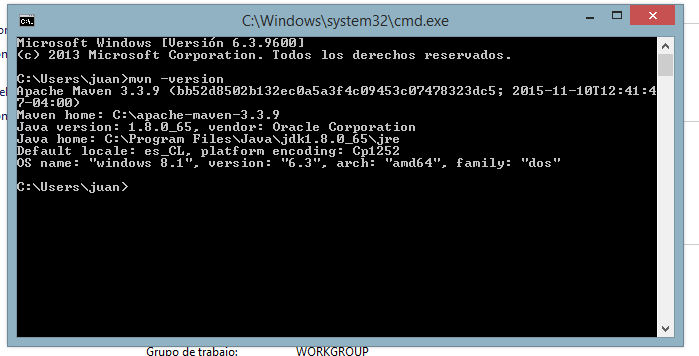 C:\Windows\system32\cmd.exe
Microsoft Windows [Versión 6.3.9600]
(c) 2013 Microsoft Corporation. Todos los derechos reservados.
C:\Users\juan>mvn -version
Apache Maven 3.3.9 (bb52d8502b132ec0a5a3f4c09453c07478323dc5; 2015-11-10T12:41:4
7-04:00)
Maven home: C:\apache-maven-3.3.9
Java version: 1.8.0_65, vendor: Oracle Corporation
Java home: C:\Program Files\Java\jdk1.8.0_65\jre
Default locale: es_CL, platform encoding: Cp1252
OS name: "windows 8.1", version: "6.3", arch: "amd64", family: "dos"
C:\Users\juan>
Grupo de trabajo: WORKGROUP